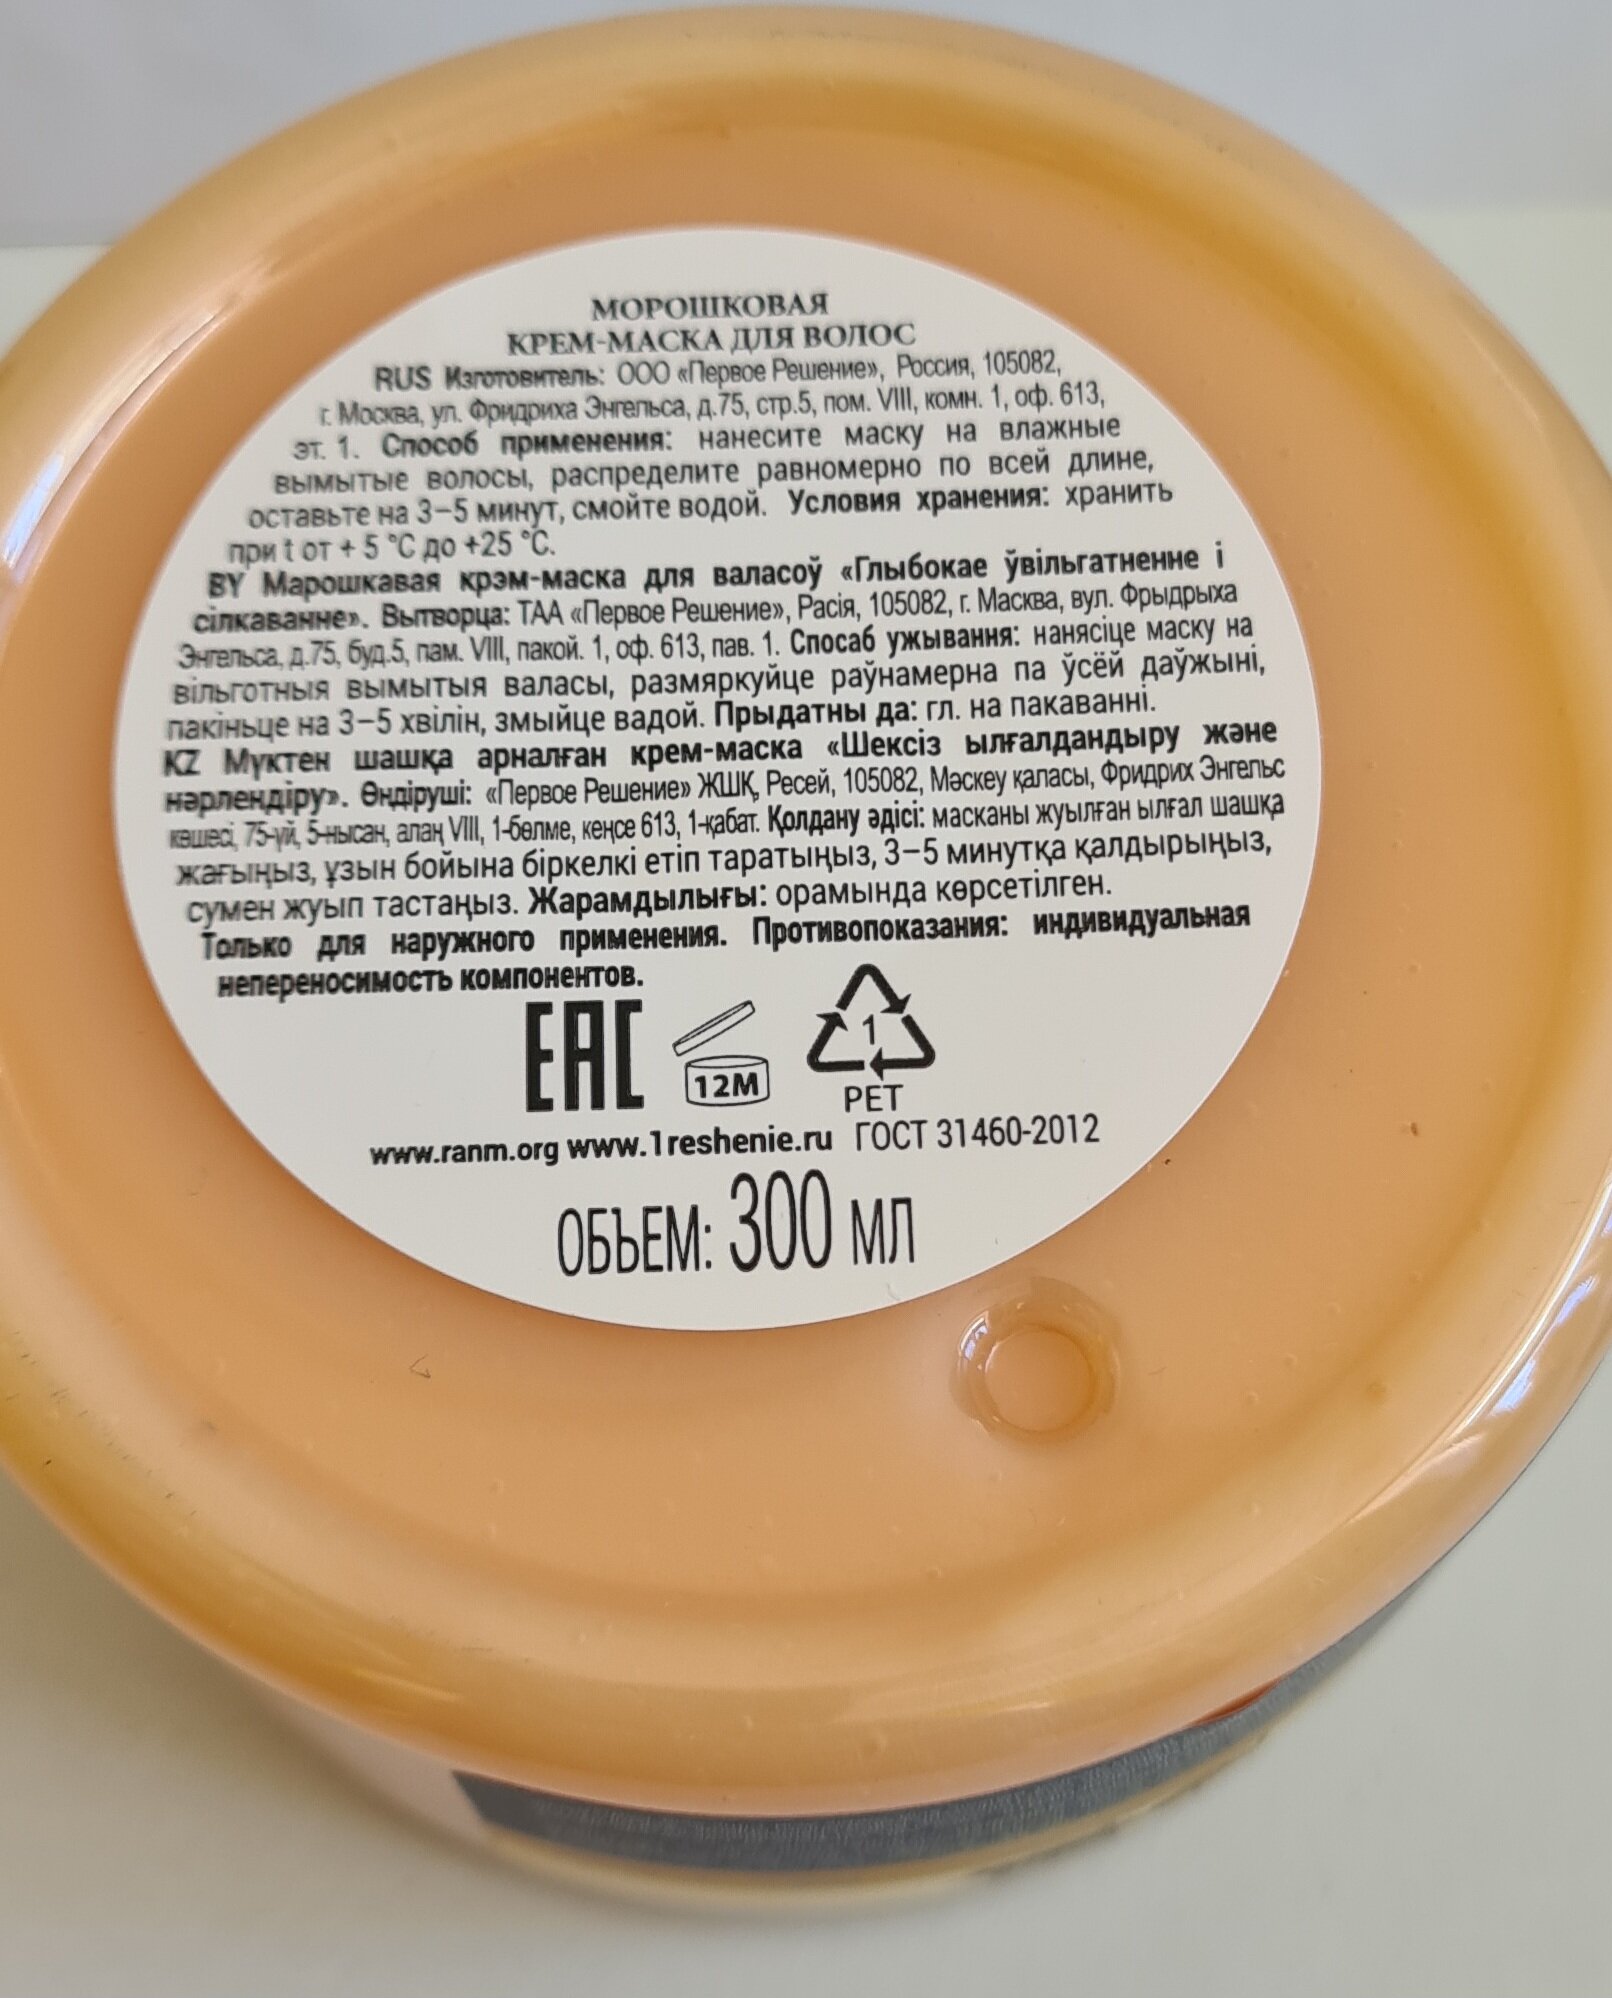 МОРОШКОВАЯ
КРЕМ-МАСКА ДЛЯ ВОЛОС
RUS Изготовитель: ООО «Первое Решение», Россия, 105082,
г. Москва, ул. Фридриха Энгельса, д.75, стр.5, пом. VIII, комн. 1, оф. 613,
эт. 1. Способ применения: нанесите маску на влажные
вымытые волосы, распределите равномерно по всей длине,
оставьте на 3–5 минут, смойте водой. Условия хранения: хранить
при t от + 5 °C до +25 °C.
BY Марошкавая крэм-маска для валасоў «Глыбокае ўвільгатненне і
сілкаванне». Вытворца: ТАА «Первое Решение», Расія, 105082, г. Масква, вул. Фрыдрыха
Энгельса, д.75, буд.5, пам. VIII, пакой. 1, оф. 613, пав. 1. Спосаб ужывання: нанясіце маску на
вільготныя вымытыя валасы, размяркуйце раўнамерна па ўсёй даўжыні,
пакіньце на 3–5 хвілін, змыйце вадой. Прыдатны да: гл. на пакаванні.
KZ Мүктен шашқа арналған крем-маска «Шексіз ылғалдандыру және
нәрлендіру». Өндіруші: «Первое Решение» ЖШҚ, Ресей, 105082, Мәскеу қаласы, Фридрих Энгельс
көшесі, 75-үй, 5-нысан, алаң VIII, 1-бөлме, кеңсе 613, 1-қабат. Қолдану әдісі: масканы жуылған ылғал шашқа
жағыңыз, ұзын бойына біркелкі етіп таратыңыз, 3–5 минутқа қалдырыңыз,
сумен жуып тастаңыз. Жарамдылығы: орамында көрсетілген.
Только для наружного применения. Противопоказания: индивидуальная
непереносимость компонентов.
EAC 12M 1
PET
www.ranm.org www.1reshenie.ru ГОСТ 31460-2012
ОБЪЕМ: 300 МЛ